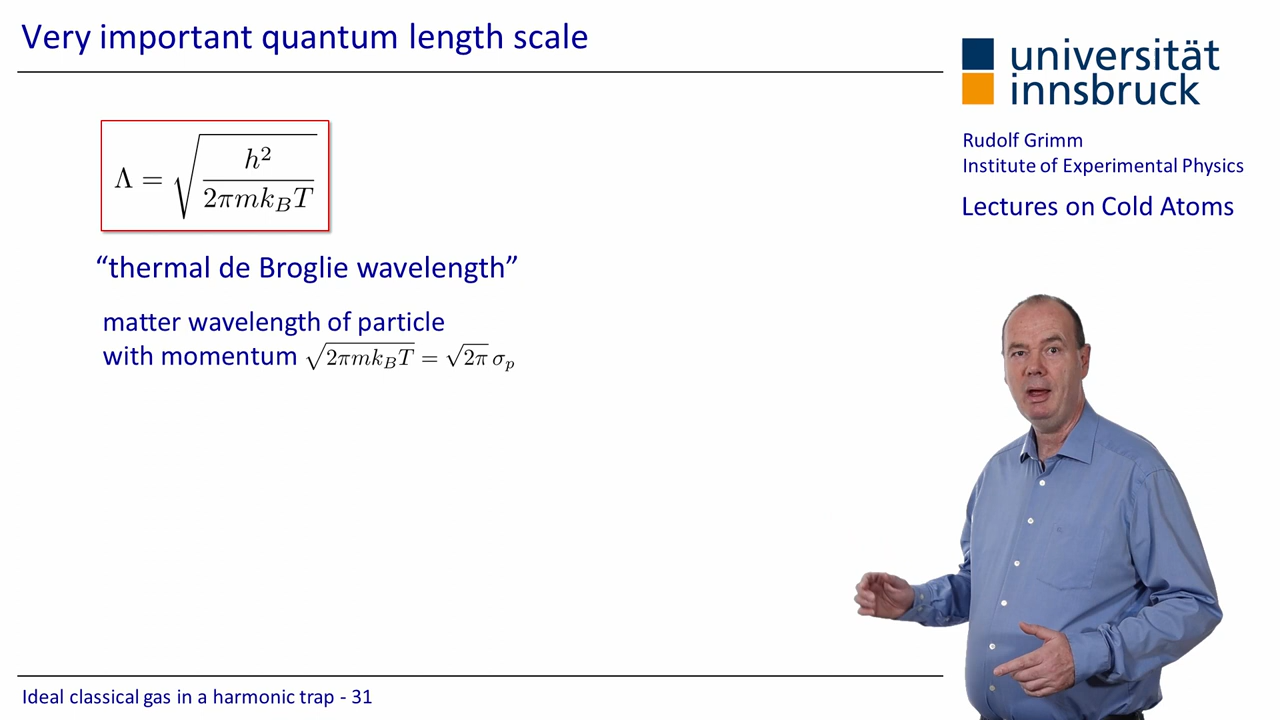 Very important quantum length scale
universität
innsbruck
Rudolf Grimm
Institute of Experimental Physics
Lectures on Cold Atoms
Λ = √(h²/(2πmk_BT))
“thermal de Broglie wavelength”
matter wavelength of particle
with momentum √(2πmk_BT) = √(2π) σ_p
Ideal classical gas in a harmonic trap - 31